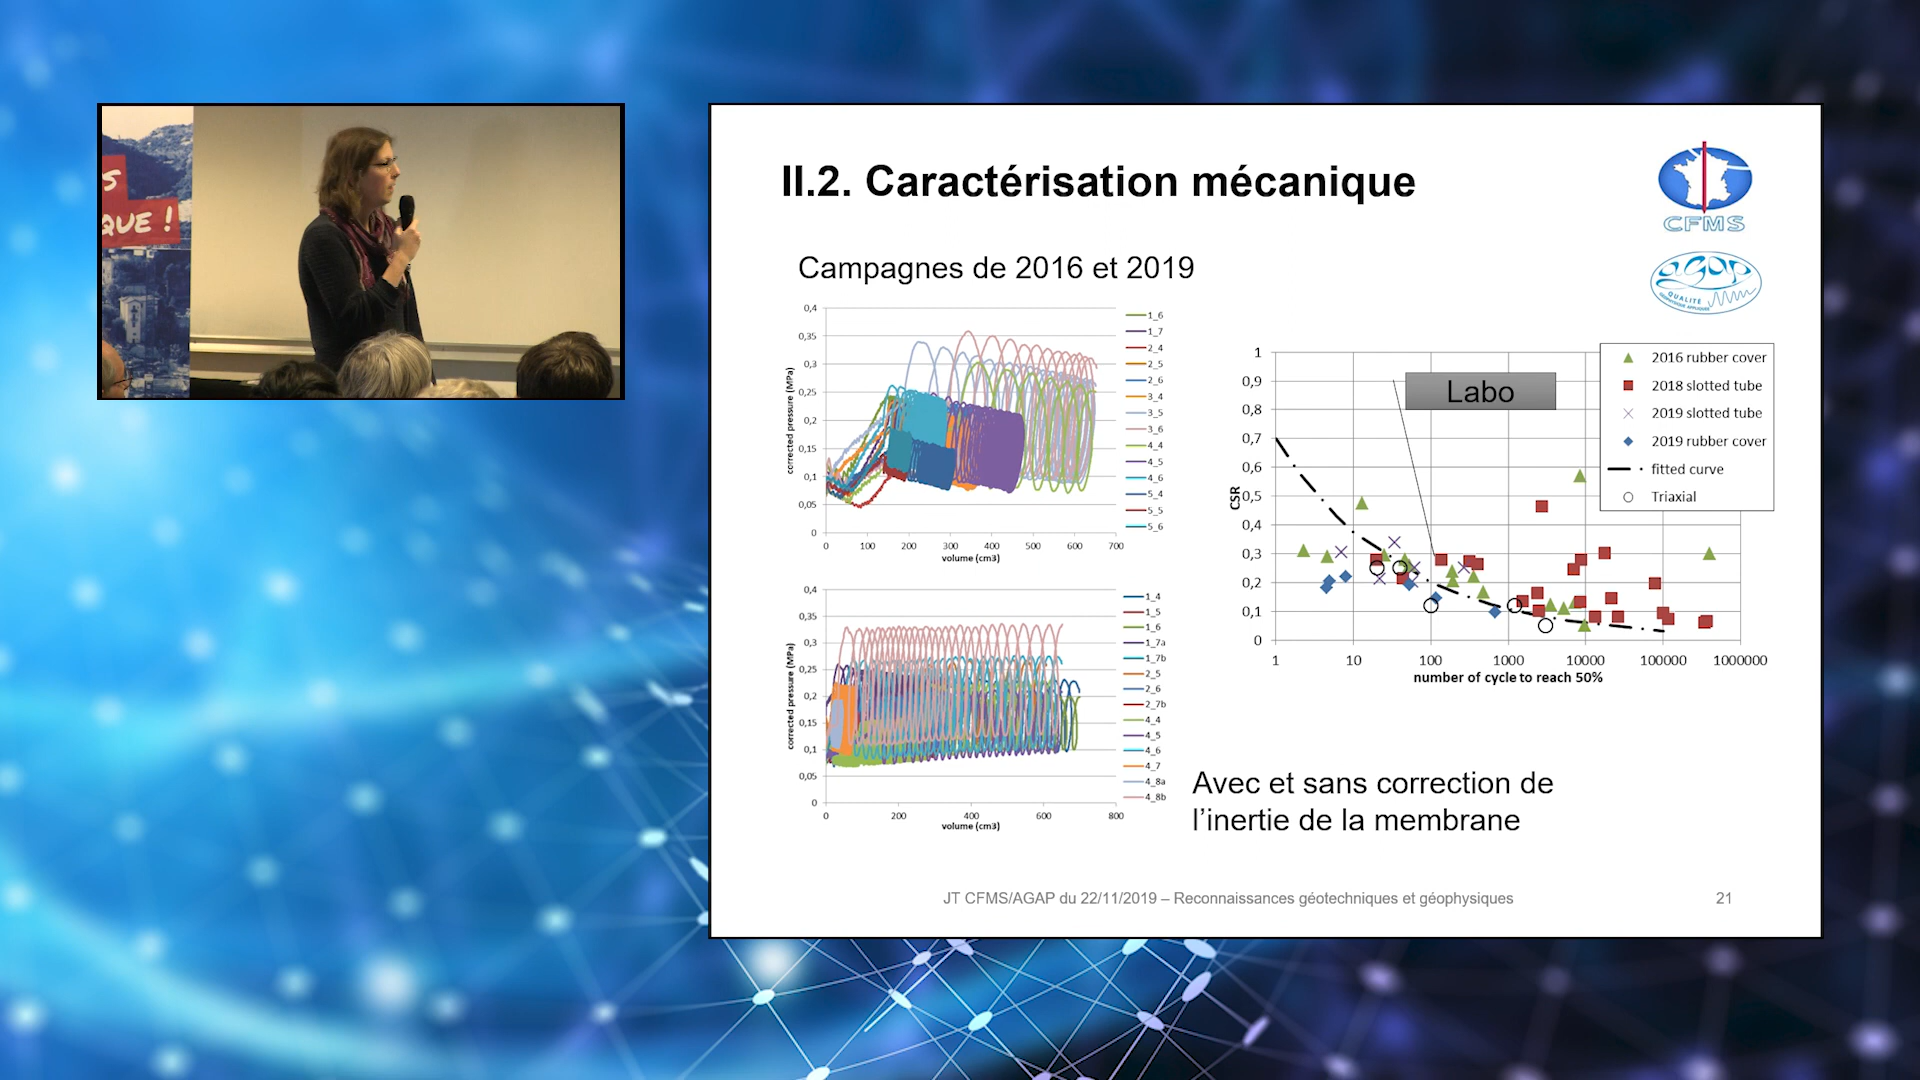 S
QUE !
II.2. Caractérisation mécanique
CFMS
agap
QUALITÉ
GÉOPHYSIQUE APPLIQUÉE
Campagnes de 2016 et 2019
corrected pressure (MPa)
0,4
0,35
0,3
0,25
0,2
0,15
0,1
0,05
0
0 100 200 300 400 500 600 700
volume (cm3)
1_6
1_7
2_4
2_5
2_6
3_4
3_5
3_6
4_4
4_5
4_6
5_4
5_5
5_6
corrected pressure (MPa)
0,4
0,35
0,3
0,25
0,2
0,15
0,1
0,05
0
0 200 400 600 800
volume (cm3)
1_4
1_5
1_6
1_7a
1_7b
2_5
2_6
2_7b
4_4
4_5
4_6
4_7
4_8a
4_8b
CSR
1
0,9
0,8
0,7
0,6
0,5
0,4
0,3
0,2
0,1
0
1 10 100 1000 10000 100000 1000000
number of cycle to reach 50%
Labo
2016 rubber cover
2018 slotted tube
2019 slotted tube
2019 rubber cover
fitted curve
Triaxial
Avec et sans correction de
l'inertie de la membrane
JT CFMS/AGAP du 22/11/2019 – Reconnaissances géotechniques et géophysiques
21